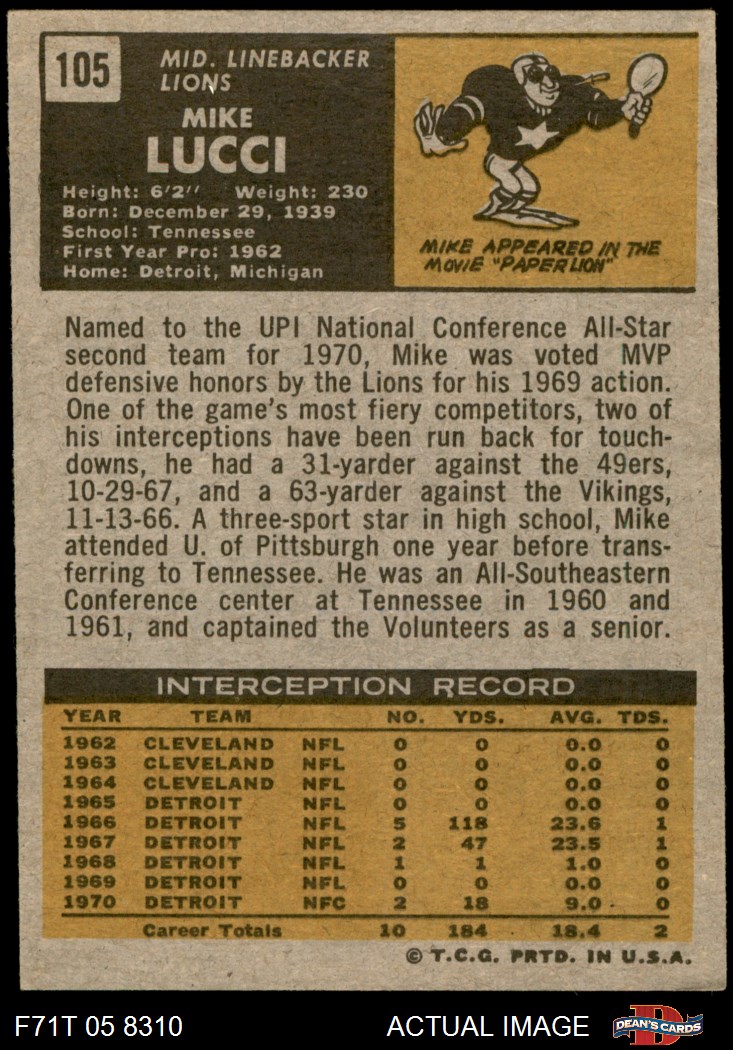 105
MID. LINEBACKER
LIONS
MIKE
LUCCI
Height: 6'2'' Weight: 230
Born: December 29, 1939
School: Tennessee
First Year Pro: 1962
Home: Detroit, Michigan
MIKE APPEARED IN THE
MOVIE "PAPER LION"
Named to the UPI National Conference All-Star
second team for 1970, Mike was voted MVP
defensive honors by the Lions for his 1969 action.
One of the game's most fiery competitors, two of
his interceptions have been run back for touch-
downs, he had a 31-yarder against the 49ers,
10-29-67, and a 63-yarder against the Vikings,
11-13-66. A three-sport star in high school, Mike
attended U. of Pittsburgh one year before trans-
ferring to Tennessee. He was an All-Southeastern
Conference center at Tennessee in 1960 and
1961, and captained the Volunteers as a senior.
INTERCEPTION RECORD
YEAR TEAM NO. YDS. AVG. TDS.
1962 CLEVELAND NFL 0 0 0.0 0
1963 CLEVELAND NFL 0 0 0.0 0
1964 CLEVELAND NFL 0 0 0.0 0
1965 DETROIT NFL 0 0 0.0 0
1966 DETROIT NFL 5 118 23.6 1
1967 DETROIT NFL 2 47 23.5 1
1968 DETROIT NFL 1 1 1.0 0
1969 DETROIT NFL 0 0 0.0 0
1970 DETROIT NFC 2 18 9.0 0
Career Totals 10 184 18.4 2
© T.C.G. PRTD. IN U.S.A.
F71T 05 8310 ACTUAL IMAGE D DEAN'S CARDS